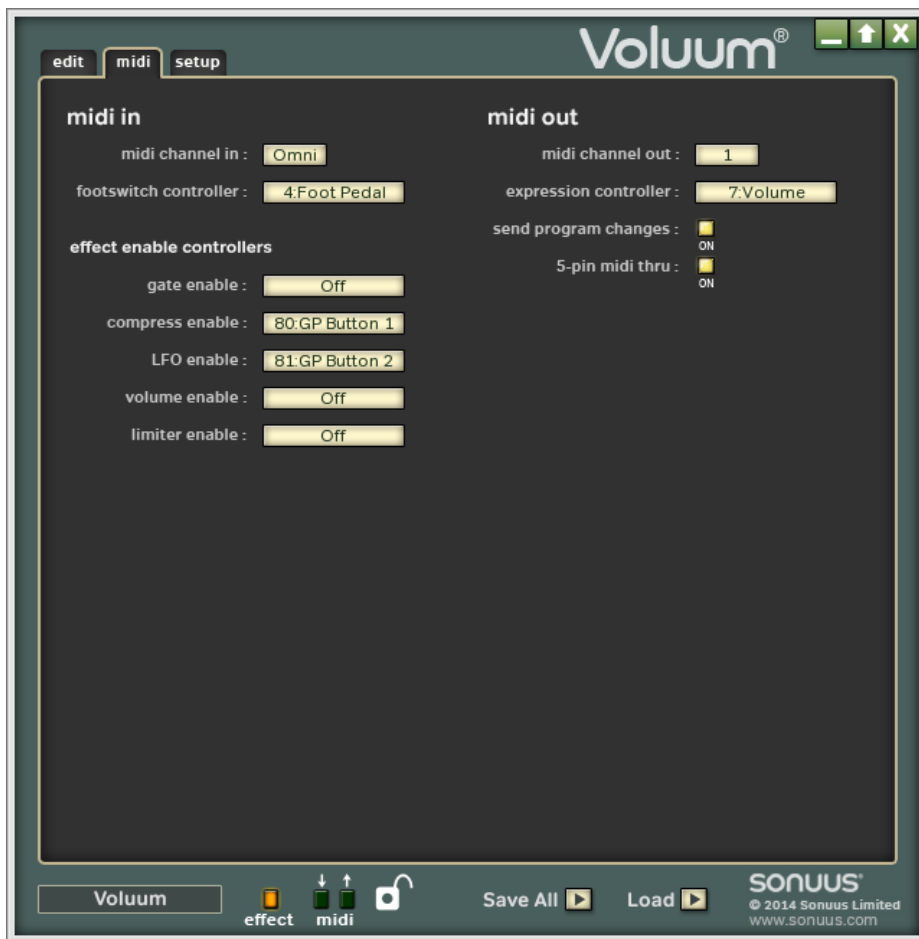 Voluum®
edit midi setup
midi in
midi channel in : Omni
footswitch controller : 4:Foot Pedal
effect enable controllers
gate enable : Off
compress enable : 80:GP Button 1
LFO enable : 81:GP Button 2
volume enable : Off
limiter enable : Off
midi out
midi channel out : 1
expression controller : 7:Volume
send program changes :
ON
5-pin midi thru :
ON
Voluum
effect midi
Save All
Load
sonuus®
© 2014 Sonuus Limited
www.sonuus.com